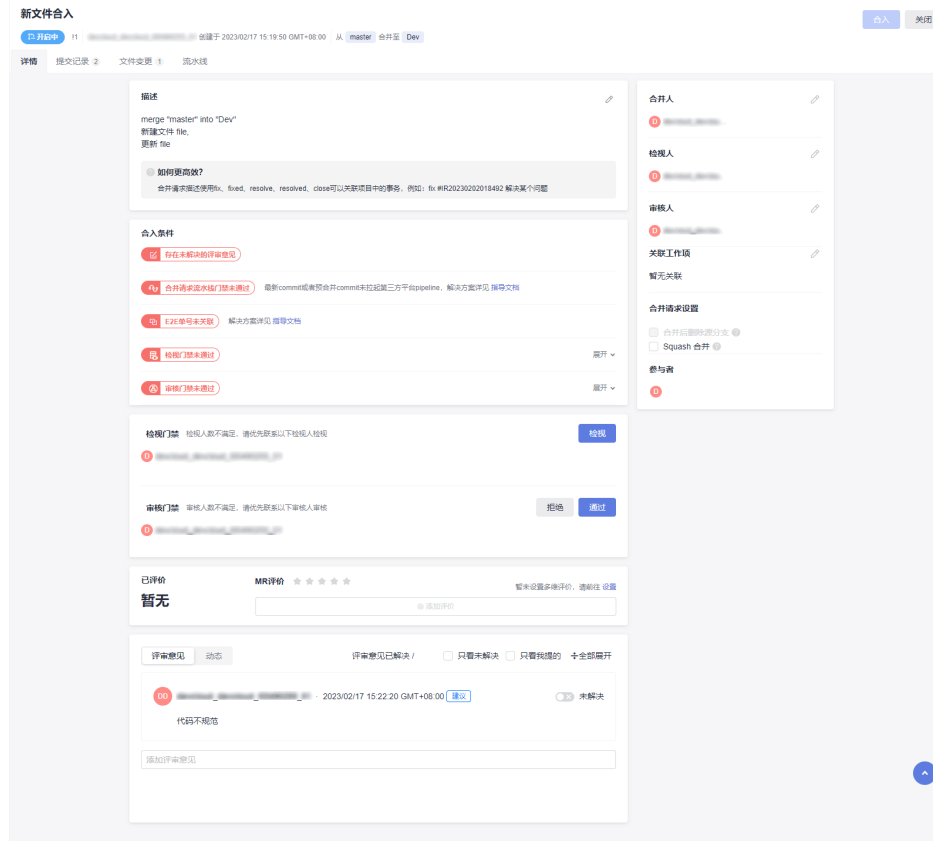 新文件合入
合入
关闭
开启中 !1 创建于 2023/02/17 15:19:50 GMT+08:00 从 master 合并至 Dev
详情 提交记录 2 文件变更 1 流水线
描述
merge "master" into "Dev"
新建文件 file,
更新 file
如何更高效?
合并请求描述使用fix、fixed、resolve、resolved、close可以关联项目中的事务，例如：fix #IR20230202018492 解决某个问题
合入条件
存在未解决的评审意见
合并请求流水线门禁未通过 最新commit或者预合并commit未拉起第三方平台pipeline，解决方案详见 指导文档
E2E单号未关联 解决方案详见 指导文档
检视门禁未通过 展开
审核门禁未通过 展开
检视门禁 检视人数不满足，请优先联系以下检视人检视
检视
D
审核门禁 审核人数不满足，请优先联系以下审核人审核
拒绝 通过
D
已评价
暂无
MR评价
暂未设置多维评价，请前往 设置
添加评价
评审意见 动态 评审意见已解决 / 只看未解决 只看我提的 全部展开
DD · 2023/02/17 15:22:20 GMT+08:00 建议 未解决
代码不规范
添加评审意见
合并人
D
检视人
D
审核人
D
关联工作项
暂无关联
合并请求设置
合并后删除源分支
Squash 合并
参与者
D